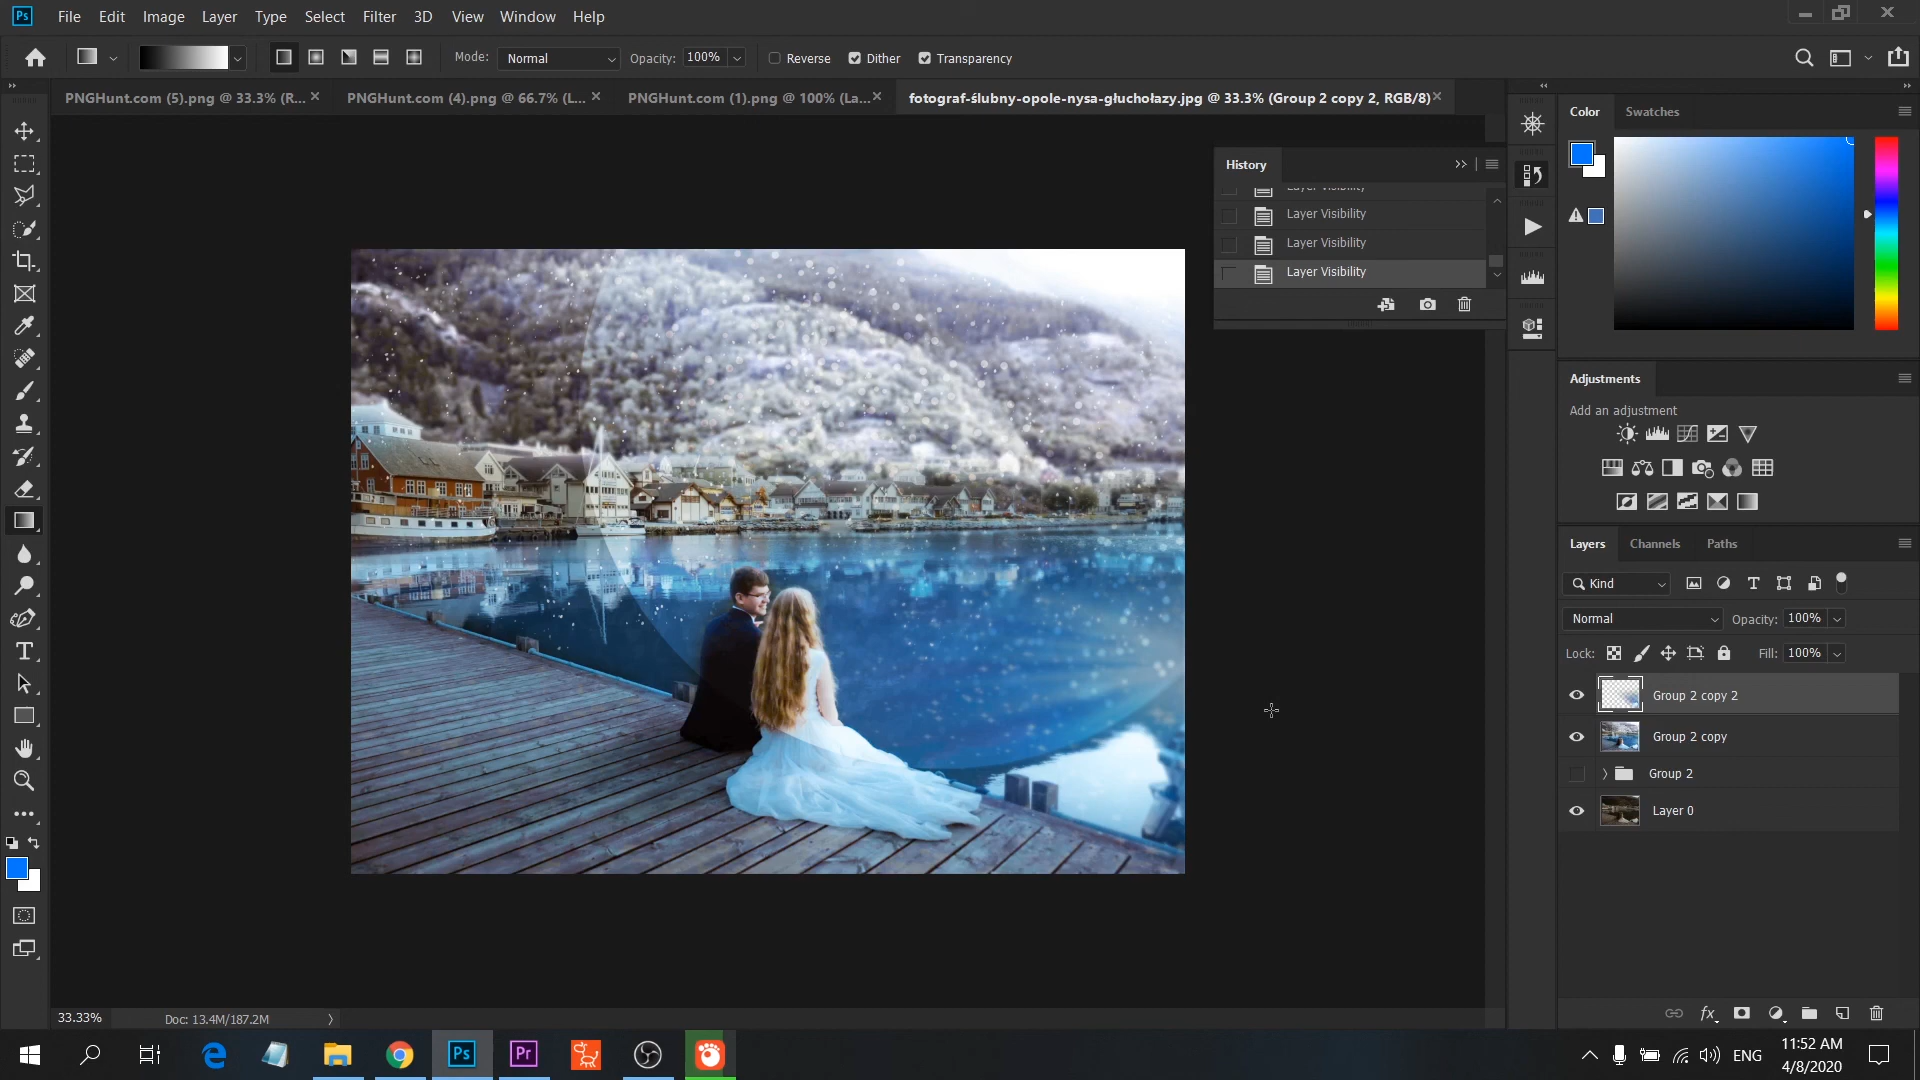 Ps File Edit Image Layer Type Select Filter 3D View Window Help
Mode: Normal Opacity: 100% Reverse Dither Transparency
PNGHunt.com (5).png @ 33.3% (R... PNGHunt.com (4).png @ 66.7% (L... PNGHunt.com (1).png @ 100% (La... fotograf-ślubny-opole-nysa-głuchołazy.jpg @ 33.3% (Group 2 copy 2, RGB/8)
History
Layer Visibility
Layer Visibility
Layer Visibility
Layer Visibility
Color Swatches
Adjustments
Add an adjustment
Layers Channels Paths
Kind
Normal Opacity: 100%
Lock: Fill: 100%
Group 2 copy 2
Group 2 copy
Group 2
Layer 0
fx
33.33% Doc: 13.4M/187.2M
Ps Pr ENG
11:52 AM
4/8/2020